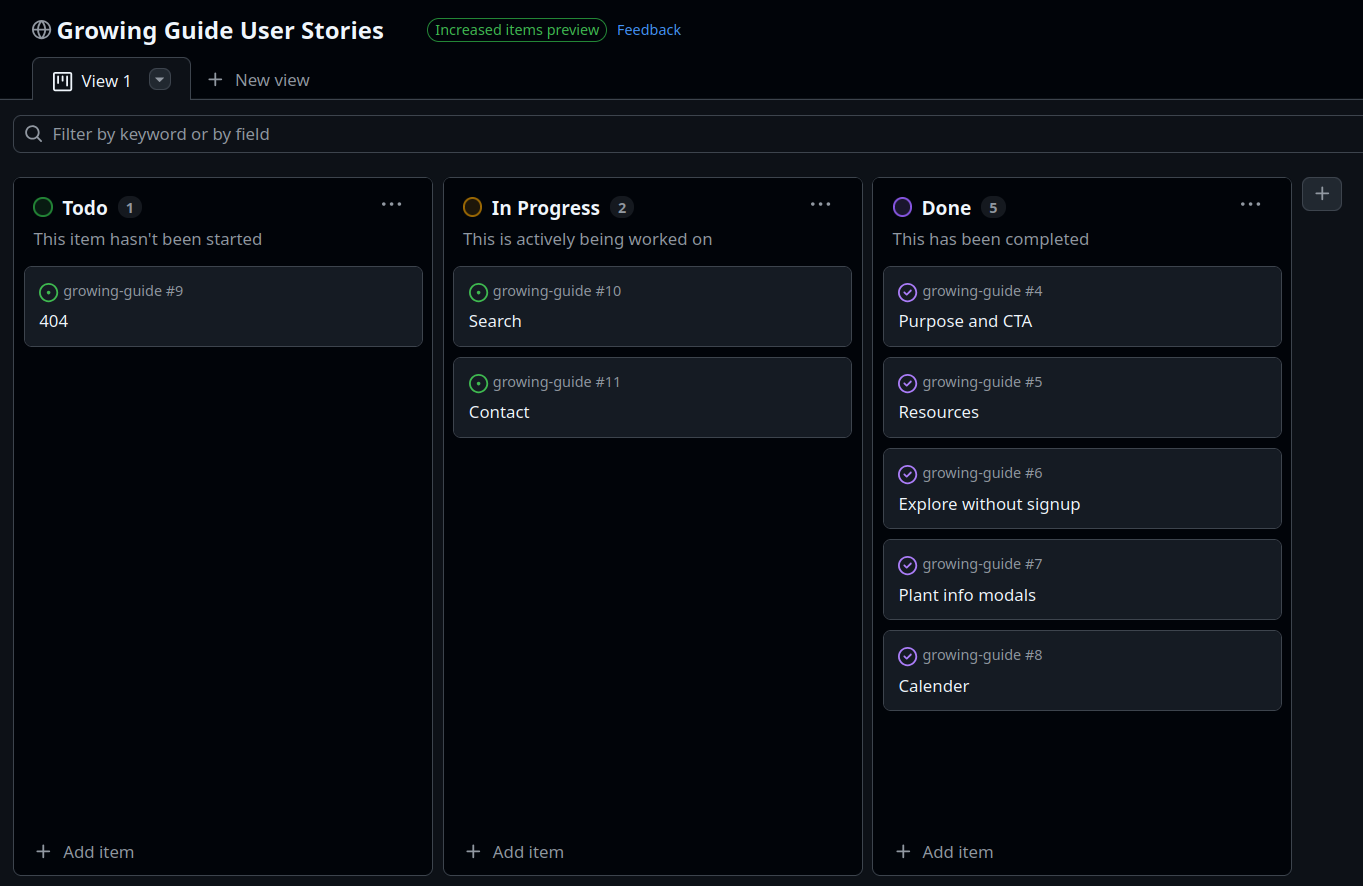 Growing Guide User Stories
Increased items preview
Feedback
View 1
New view
Filter by keyword or by field
Todo 1
This item hasn't been started
growing-guide #9
404
Add item
In Progress 2
This is actively being worked on
growing-guide #10
Search
growing-guide #11
Contact
Add item
Done 5
This has been completed
growing-guide #4
Purpose and CTA
growing-guide #5
Resources
growing-guide #6
Explore without signup
growing-guide #7
Plant info modals
growing-guide #8
Calender
Add item